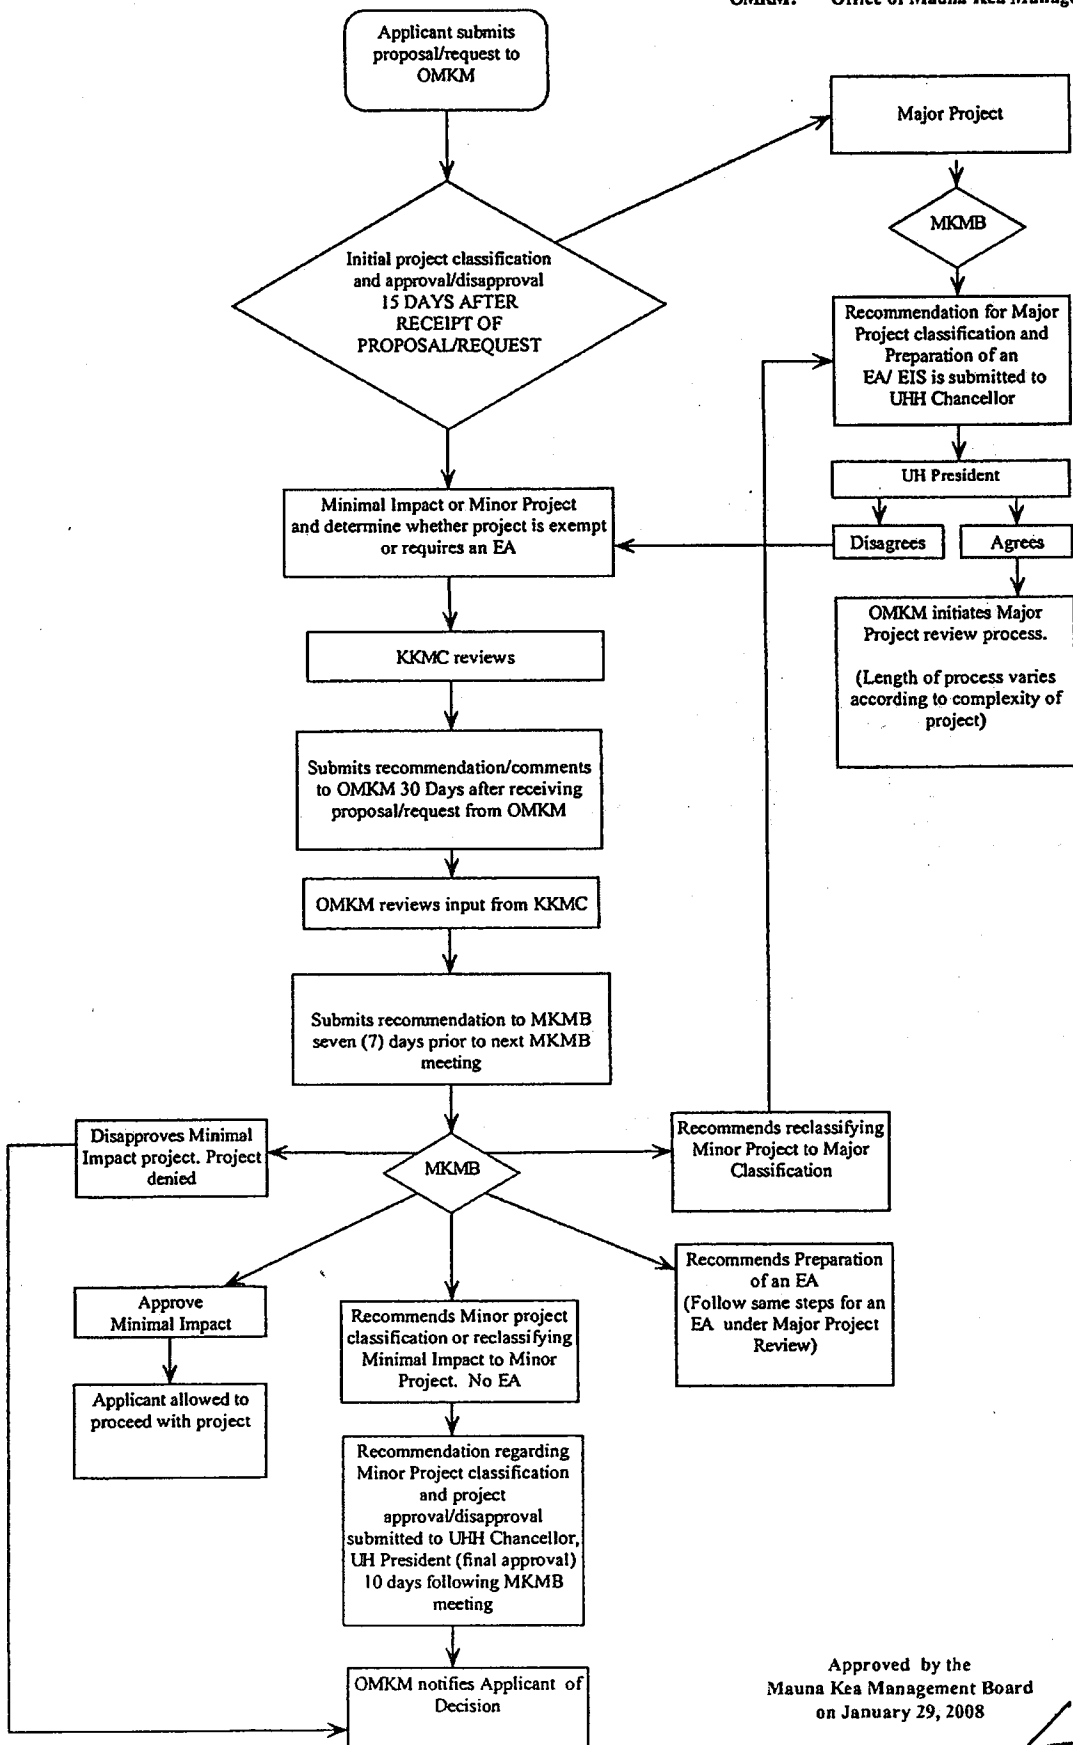 OMKM:
Applicant submits
proposal/request to
OMKM
Major Project
MKMB
Initial project classification
and approval/disapproval
15 DAYS AFTER
RECEIPT OF
PROPOSAL/REQUEST
Recommendation for Major
Project classification and
Preparation of an
EA/ EIS is submitted to
UHH Chancellor
UH President
Disagrees
Agrees
Minimal Impact or Minor Project
and determine whether project is exempt
or requires an EA
OMKM initiates Major
Project review process.
(Length of process varies
according to complexity of
project)
KKMC reviews
Submits recommendation/comments
to OMKM 30 Days after receiving
proposal/request from OMKM
OMKM reviews input from KKMC
Submits recommendation to MKMB
seven (7) days prior to next MKMB
meeting
Disapproves Minimal
Impact project. Project
denied
MKMB
Recommends reclassifying
Minor Project to Major
Classification
Approve
Minimal Impact
Recommends Minor project
classification or reclassifying
Minimal Impact to Minor
Project. No EA
Recommends Preparation
of an EA
(Follow same steps for an
EA under Major Project
Review)
Applicant allowed to
proceed with project
Recommendation regarding
Minor Project classification
and project
approval/disapproval
submitted to UHH Chancellor,
UH President (final approval)
10 days following MKMB
meeting
OMKM notifies Applicant of
Decision
Approved by the
Mauna Kea Management Board
on January 29, 2008